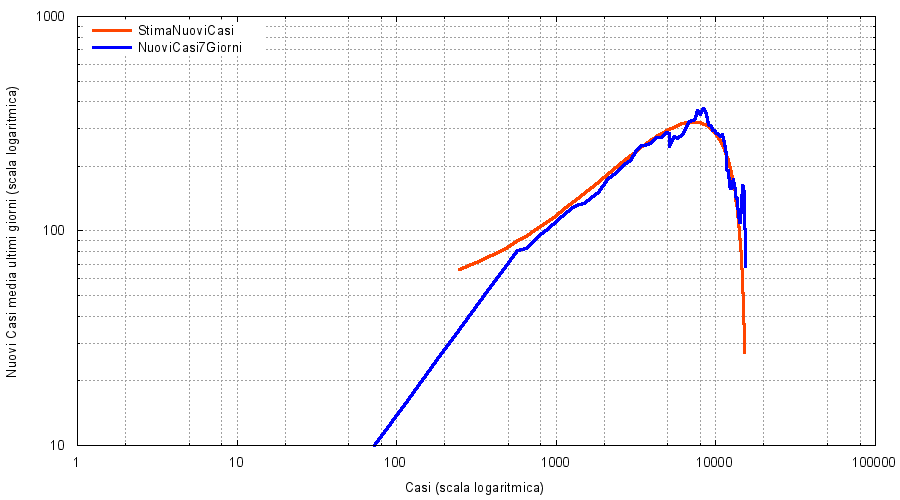 1000
StimaNuoviCasi
NuoviCasi7Giorni
Nuovi Casi media ultimi giorni (scala logaritmica)
100
10
1 10 100 1000 10000 100000
Casi (scala logaritmica)